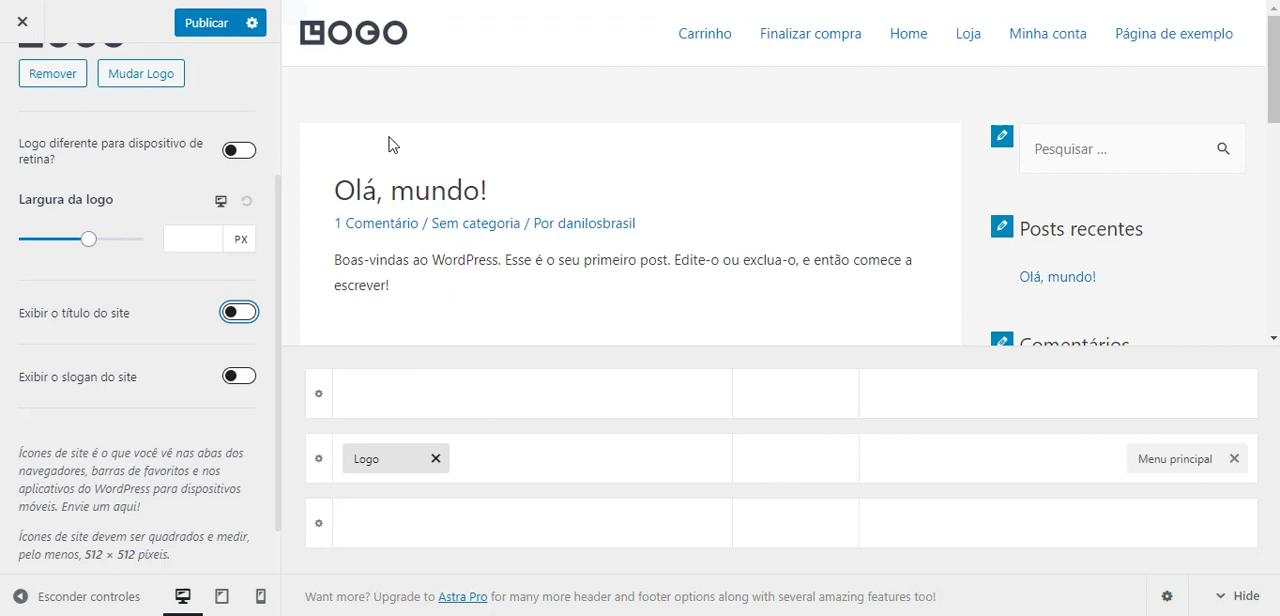 Publicar
Remover
Mudar Logo
Logo diferente para dispositivo de
retina?
Largura da logo
PX
Exibir o título do site
Exibir o slogan do site
Ícones de site é o que você vê nas abas dos
navegadores, barras de favoritos e nos
aplicativos do WordPress para dispositivos
móveis. Envie um aqui!
Ícones de site devem ser quadrados e medir,
pelo menos, 512 × 512 pixels.
Esconder controles
LOGO
Carrinho
Finalizar compra
Home
Loja
Minha conta
Página de exemplo
Olá, mundo!
1 Comentário / Sem categoria / Por danilosbrasil
Boas-vindas ao WordPress. Esse é o seu primeiro post. Edite-o ou exclua-o, e então comece a
escrever!
Pesquisar ...
Posts recentes
Olá, mundo!
Comentários
Logo
Menu principal
Want more? Upgrade to Astra Pro for many more header and footer options along with several amazing features too!
Hide